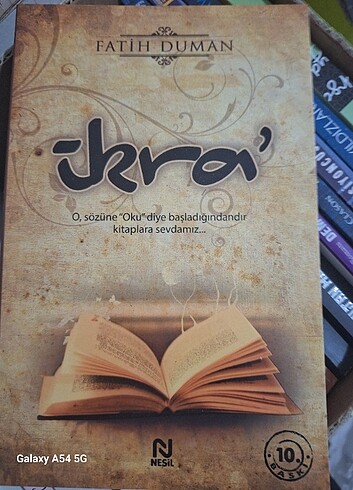 FATİH DUMAN
ikra'
O, sözüne "Oku" diye başladığındandır
kitaplara sevdamız...
NESİL
10.
BASKI
Galaxy A54 5G